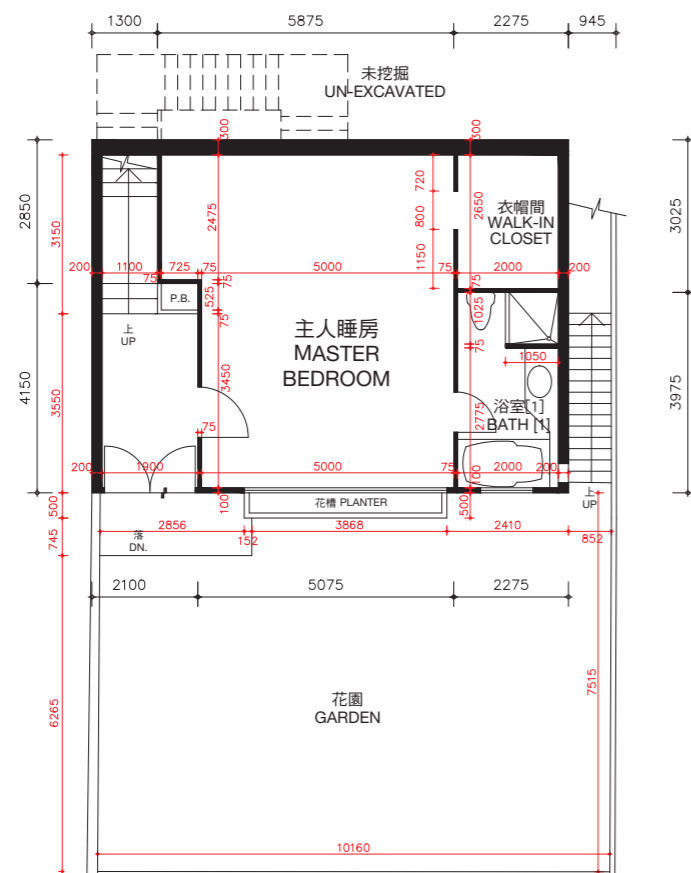 1300 5875 2275 945
未挖掘
UN-EXCAVATED
300 300
2850
3150
2475
720
800
1150
2650
衣帽間
WALK-IN
CLOSET
3025
200 1100 725 75 5000 75 2000 200
75 75 75
P.B.
525
75
1025
上
UP
主人睡房
MASTER
BEDROOM
75
1050
4150
3550
3450
3975
浴室[1]
BATH [1]
2775
75
200 1900 5000 75 2000 200
100 100
花槽 PLANTER
上
UP
500 500
2856 3868 2410
152 852
745
落
DN.
2100 5075 2275
6265
7515
花園
GARDEN
10160